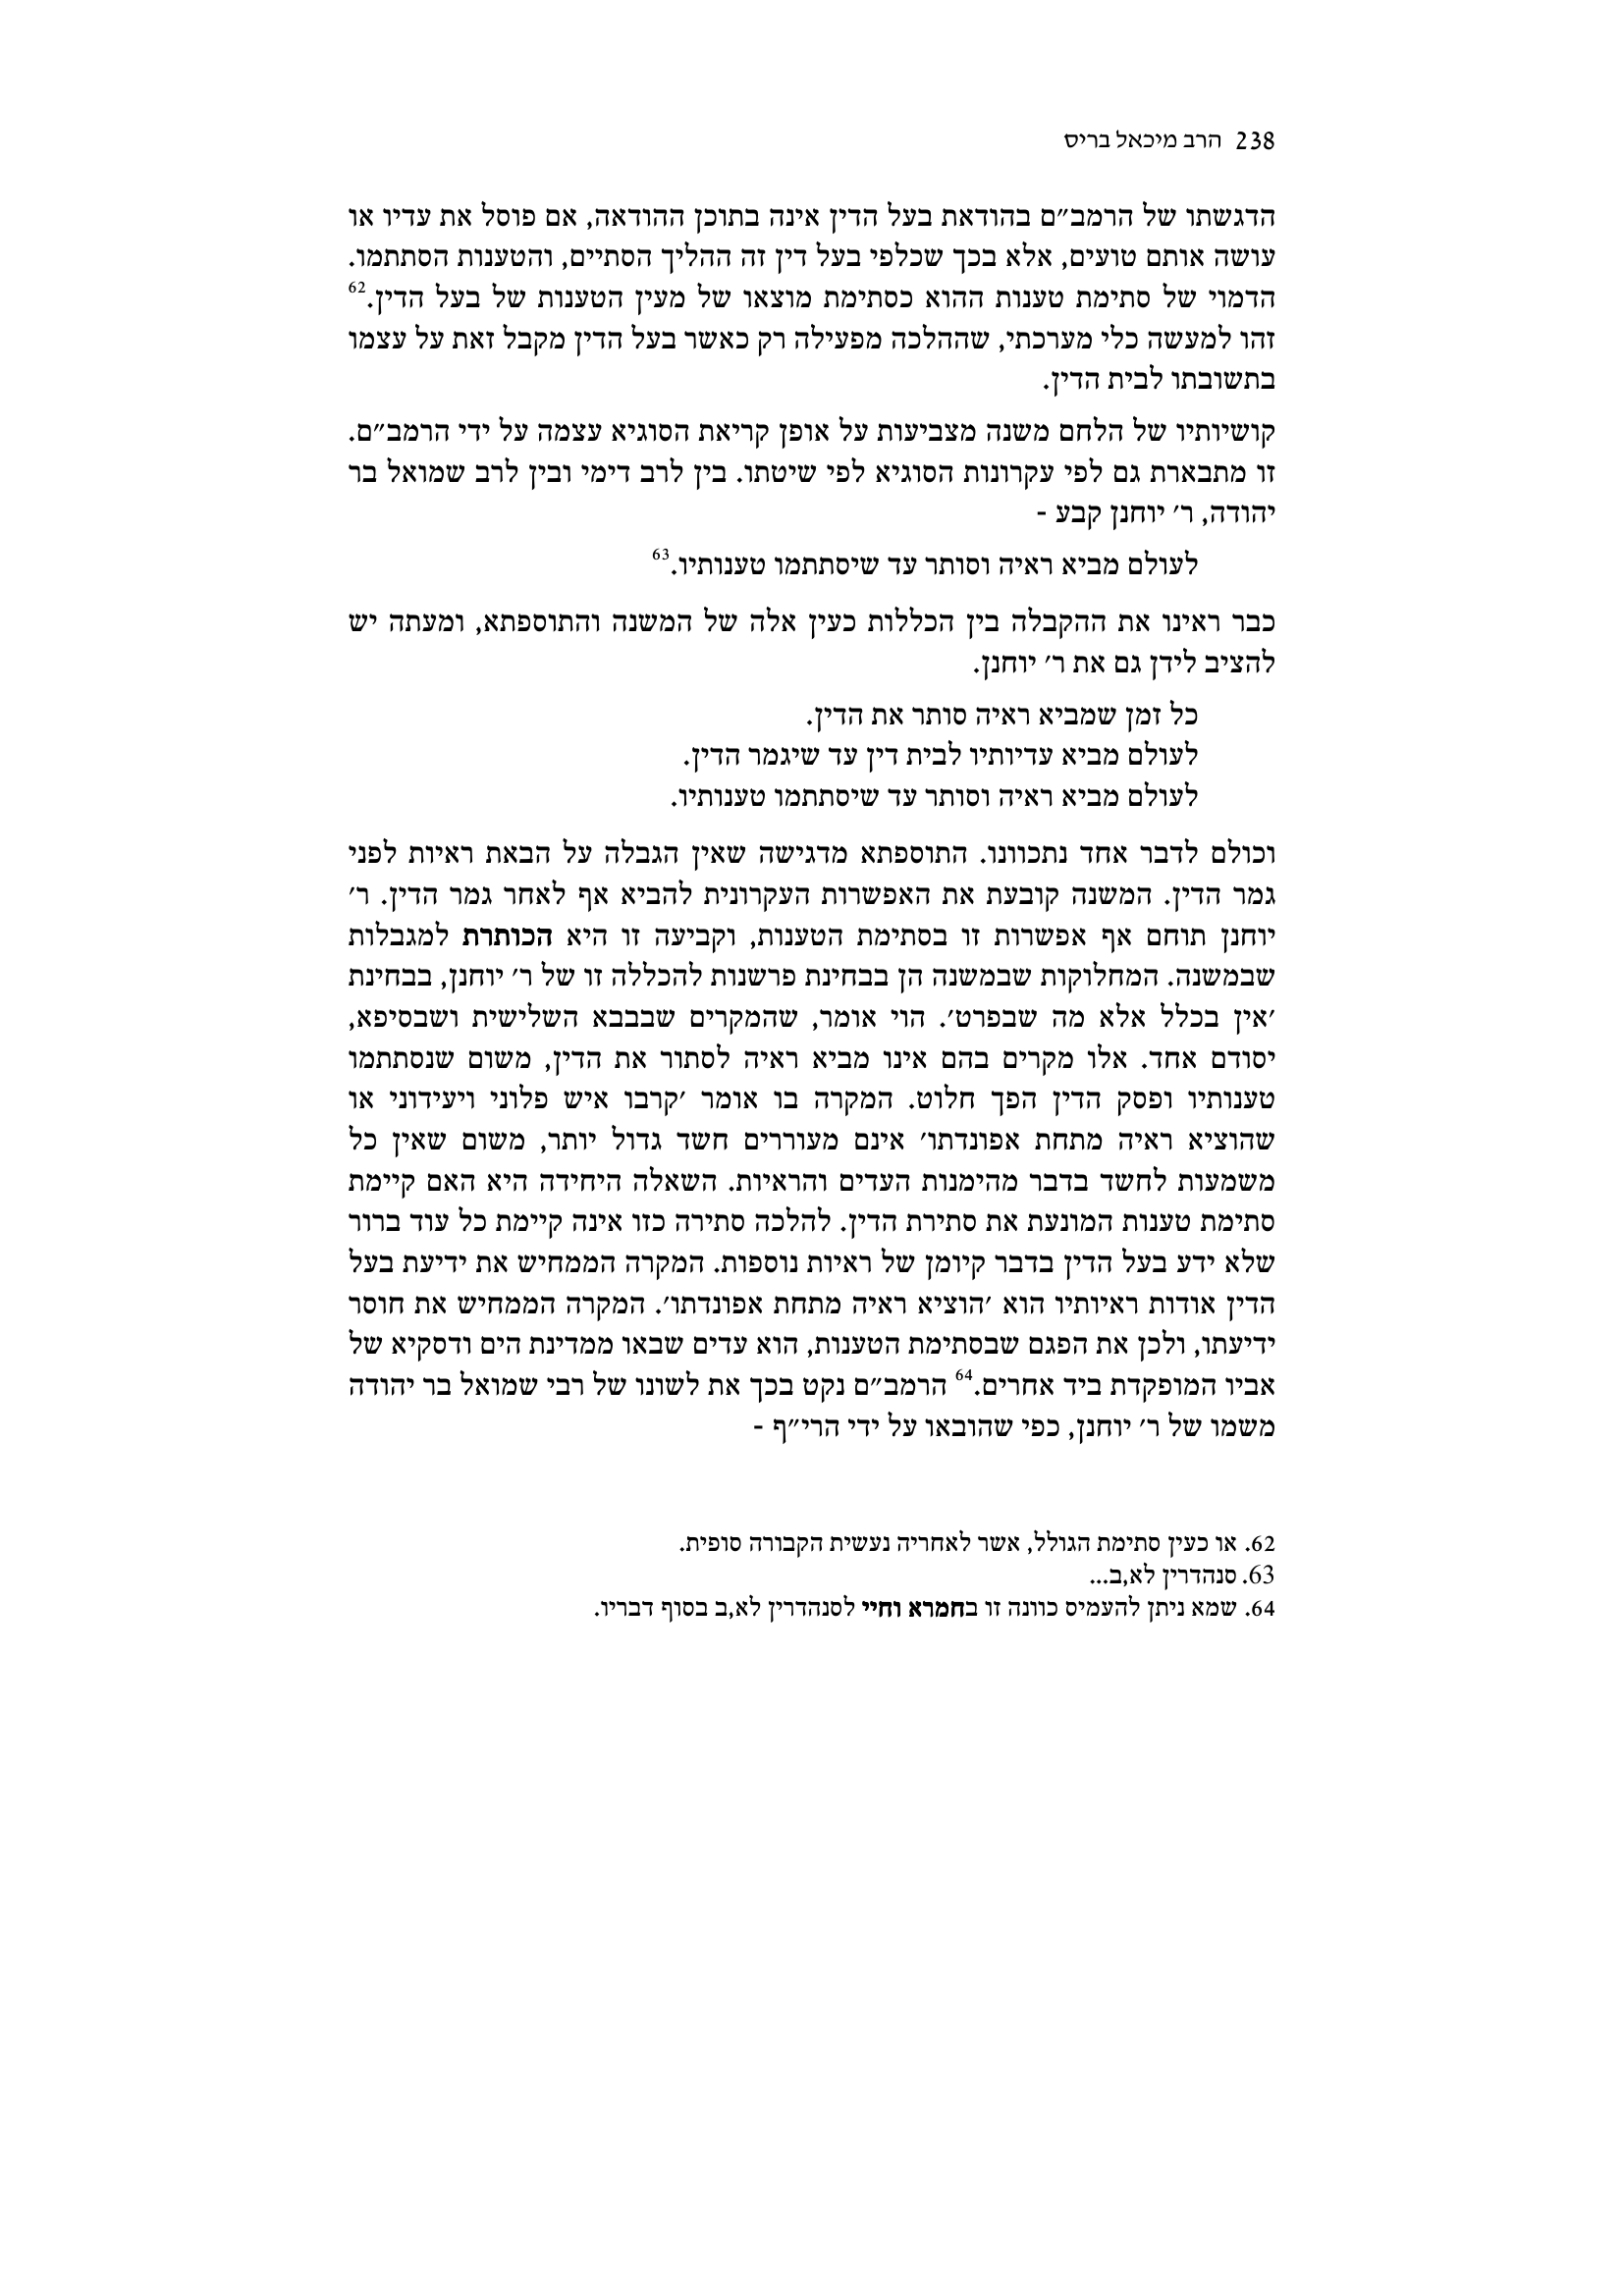 238 הרב מיכאל בריס
הדגשתו של הרמב״ם בהודאת בעל הדין אינה בתוכן ההודאה, אם פוסל את עדיו או
עושה אותם טועים, אלא בכך שכלפי בעל דין זה ההליך הסתיים, והטענות הסתתמו.
הדמוי של סתימת טענות ההוא כסתימת מוצאו של מעין הטענות של בעל הדין.62
זהו למעשה כלי מערכתי, שההלכה מפעילה רק כאשר בעל הדין מקבל זאת על עצמו
בתשובתו לבית הדין.
קושיותיו של הלחם משנה מצביעות על אופן קריאת הסוגיא עצמה על ידי הרמב״ם.
זו מתבארת גם לפי עקרונות הסוגיא לפי שיטתו. בין לרב דימי ובין לרב שמואל בר
יהודה, ר׳ יוחנן קבע -
לעולם מביא ראיה וסותר עד שיסתתמו טענותיו.63
כבר ראינו את ההקבלה בין הכללות כעין אלה של המשנה והתוספתא, ומעתה יש
להציב לידן גם את ר׳ יוחנן.
כל זמן שמביא ראיה סותר את הדין.
לעולם מביא עדיותיו לבית דין עד שיגמר הדין.
לעולם מביא ראיה וסותר עד שיסתתמו טענותיו.
וכולם לדבר אחד נתכוונו. התוספתא מדגישה שאין הגבלה על הבאת ראיות לפני
גמר הדין. המשנה קובעת את האפשרות העקרונית להביא אף לאחר גמר הדין. ר׳
יוחנן תוחם אף אפשרות זו בסתימת הטענות, וקביעה זו היא הכותרת למגבלות
שבמשנה. המחלוקות שבמשנה הן בבחינת פרשנות להכללה זו של ר׳ יוחנן, בבחינת
׳אין בכלל אלא מה שבפרט׳. הוי אומר, שהמקרים שבבבא השלישית ושבסיפא,
יסודם אחד. אלו מקרים בהם אינו מביא ראיה לסתור את הדין, משום שנסתתמו
טענותיו ופסק הדין הפך חלוט. המקרה בו אומר ׳קרבו איש פלוני ויעידוני או
שהוציא ראיה מתחת אפונדתו׳ אינם מעוררים חשד גדול יותר, משום שאין כל
משמעות לחשד בדבר מהימנות העדים והראיות. השאלה היחידה היא האם קיימת
סתימת טענות המונעת את סתירת הדין. להלכה סתירה כזו אינה קיימת כל עוד ברור
שלא ידע בעל הדין בדבר קיומן של ראיות נוספות. המקרה הממחיש את ידיעת בעל
הדין אודות ראיותיו הוא ׳הוציא ראיה מתחת אפונדתו׳. המקרה הממחיש את חוסר
ידיעתו, ולכן את הפגם שבסתימת הטענות, הוא עדים שבאו ממדינת הים ודסקיא של
אביו המופקדת ביד אחרים.64 הרמב״ם נקט בכך את לשונו של רבי שמואל בר יהודה
משמו של ר׳ יוחנן, כפי שהובאו על ידי הרי״ף -
62. או כעין סתימת הגולל, אשר לאחריה נעשית הקבורה סופית.
63. סנהדרין לא,ב...
64. שמא ניתן להעמיס כוונה זו בחמרא וחיי לסנהדרין לא,ב בסוף דבריו.